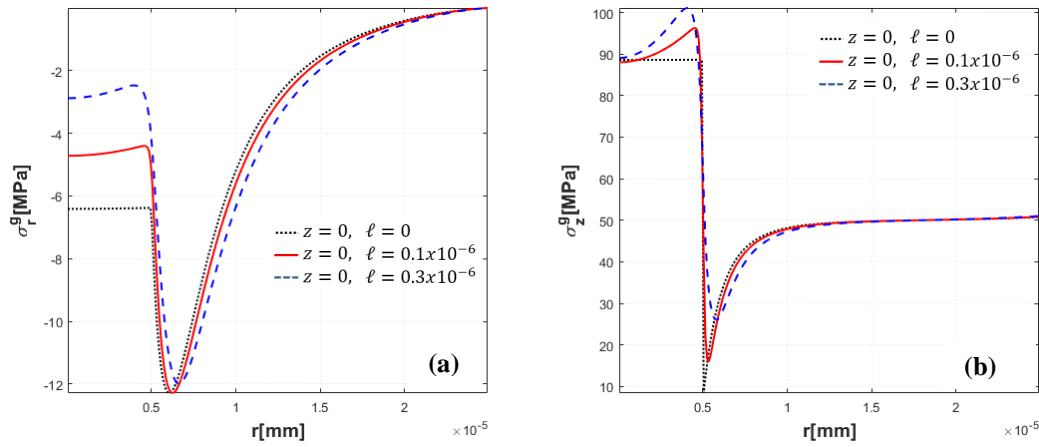 -2
-4
-6
-8
-10
-12
σ_r^g[MPa]
z = 0, ℓ = 0
z = 0, ℓ = 0.1x10⁻⁶
z = 0, ℓ = 0.3x10⁻⁶
(a)
0.5 1 1.5 2
r[mm]
×10⁻⁵
100
90
80
70
60
50
40
30
20
10
σ_z^g[MPa]
z = 0, ℓ = 0
z = 0, ℓ = 0.1x10⁻⁶
z = 0, ℓ = 0.3x10⁻⁶
(b)
0.5 1 1.5 2
r[mm]
×10⁻⁵